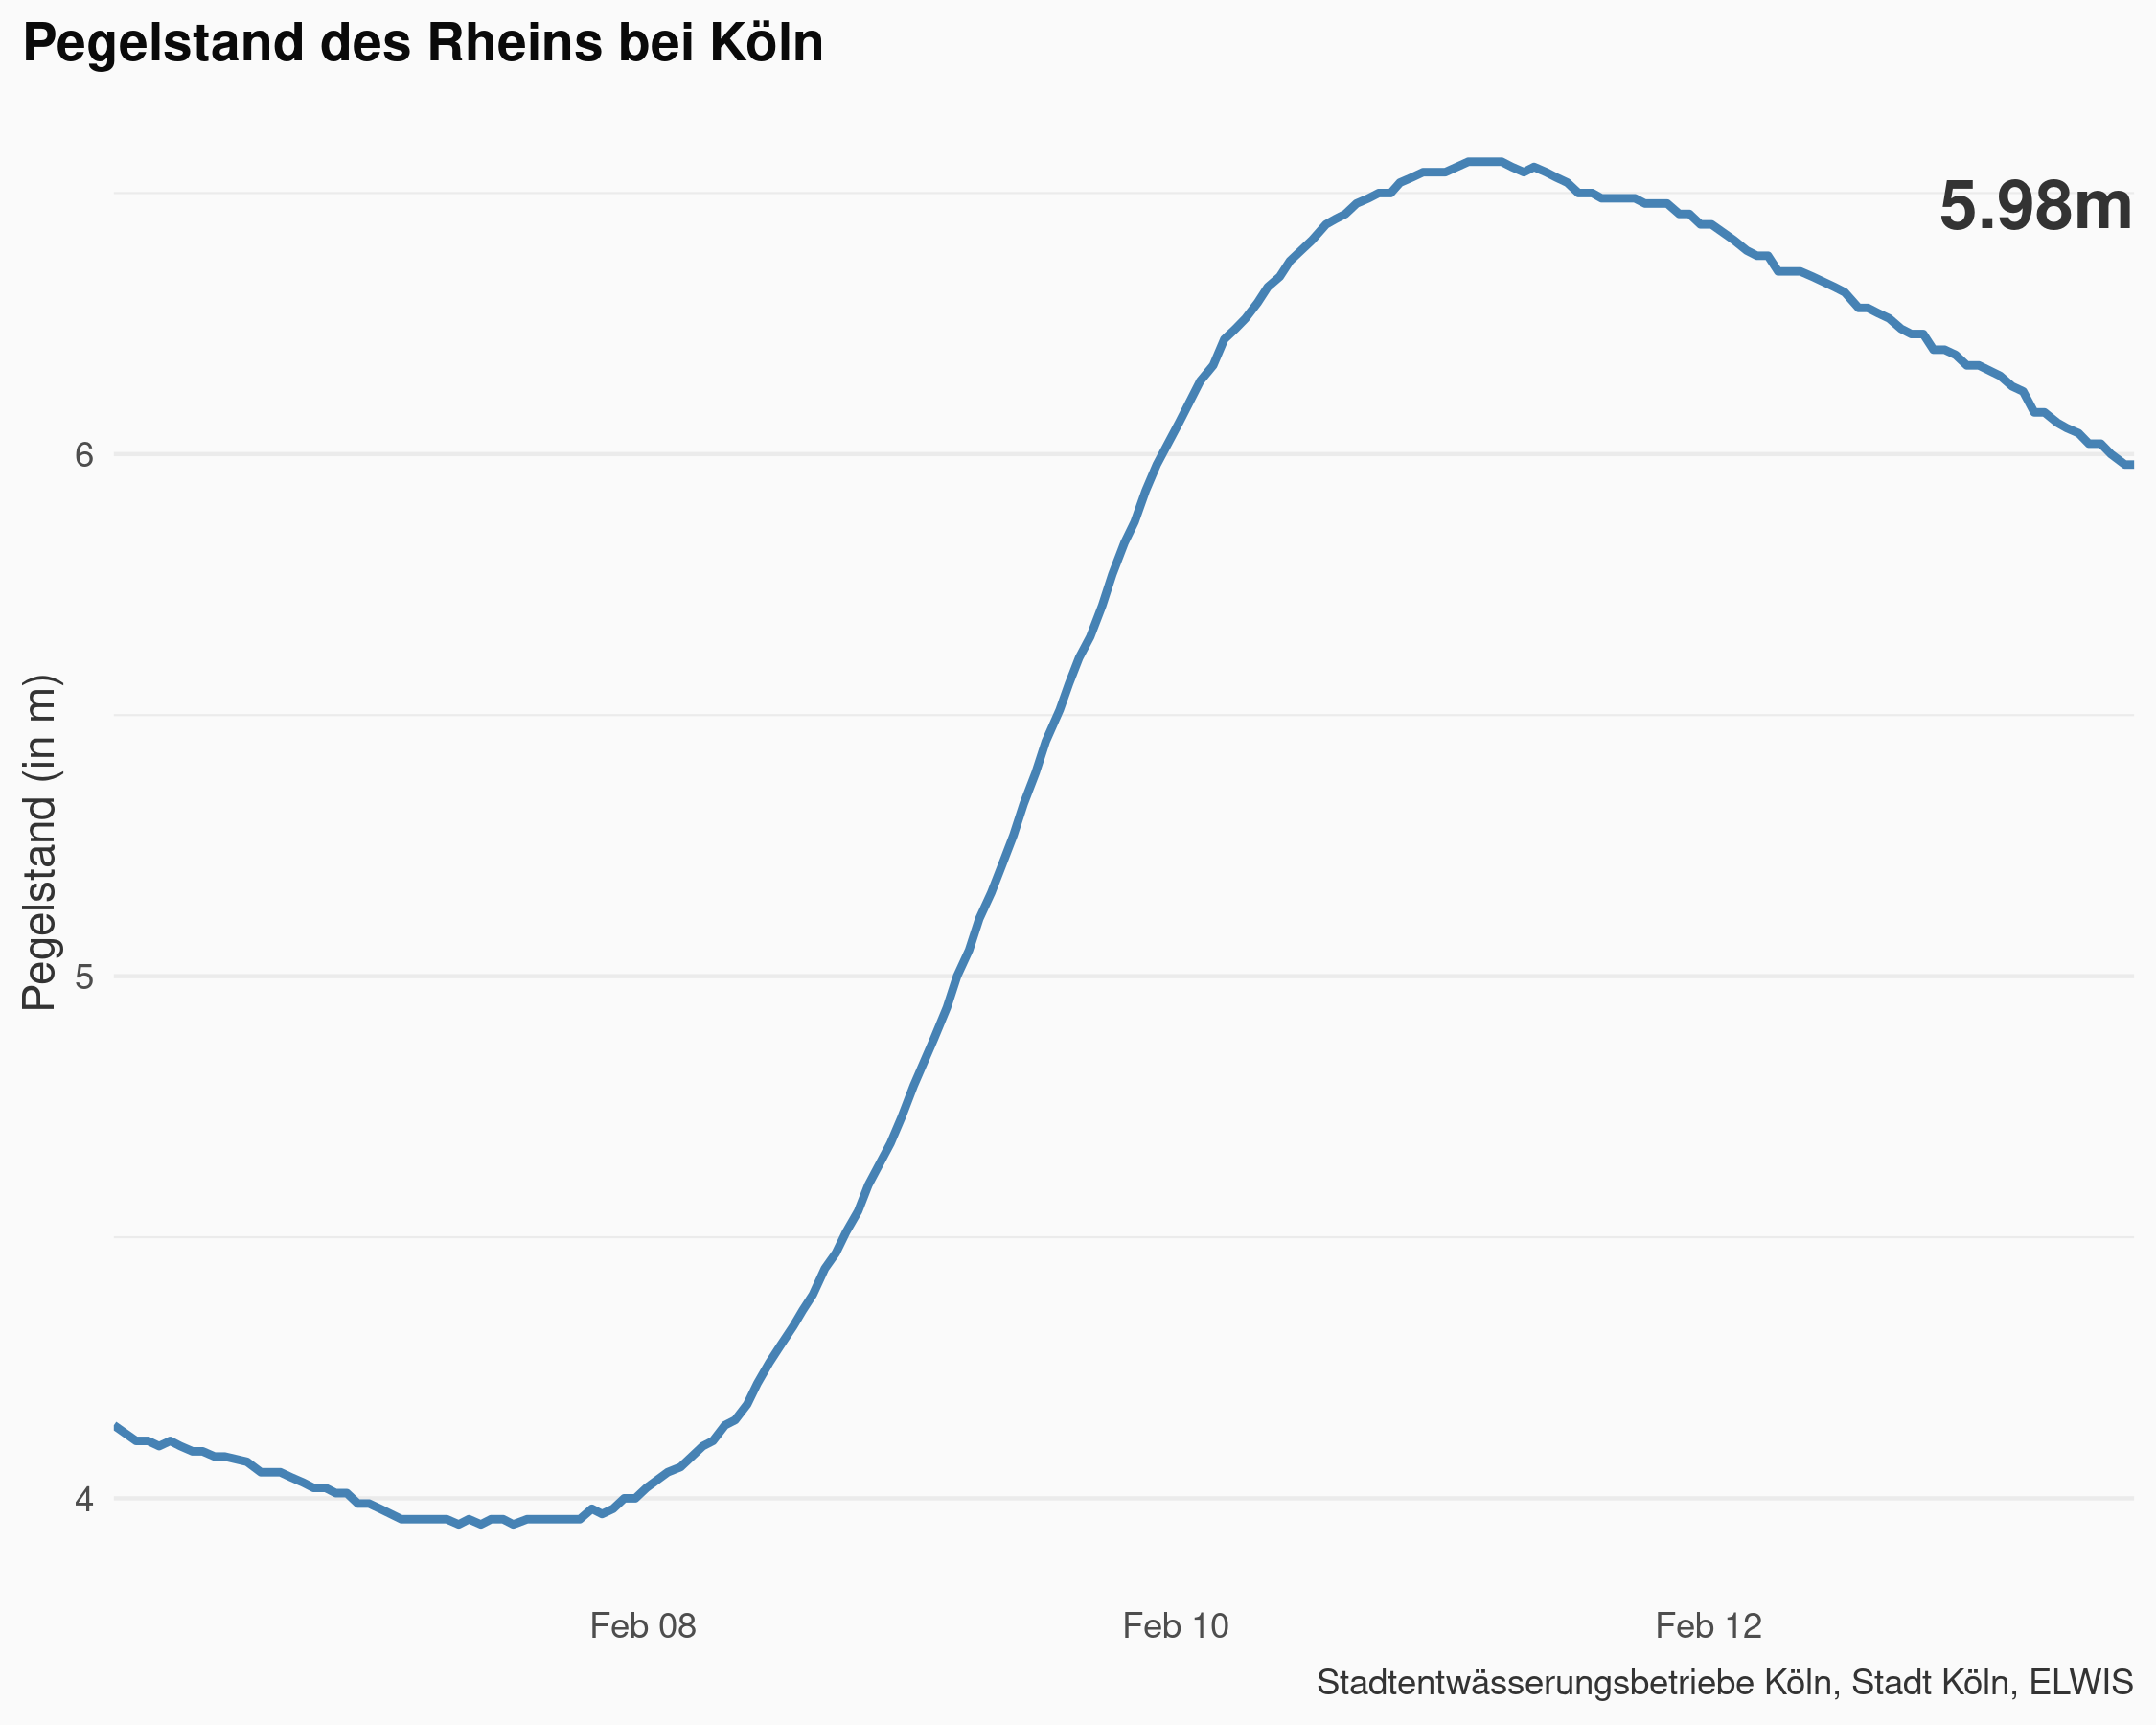 Pegelstand des Rheins bei Köln
5.98m
6
5
4
Pegelstand (in m)
Feb 08
Feb 10
Feb 12
Stadtentwässerungsbetriebe Köln, Stadt Köln, ELWIS